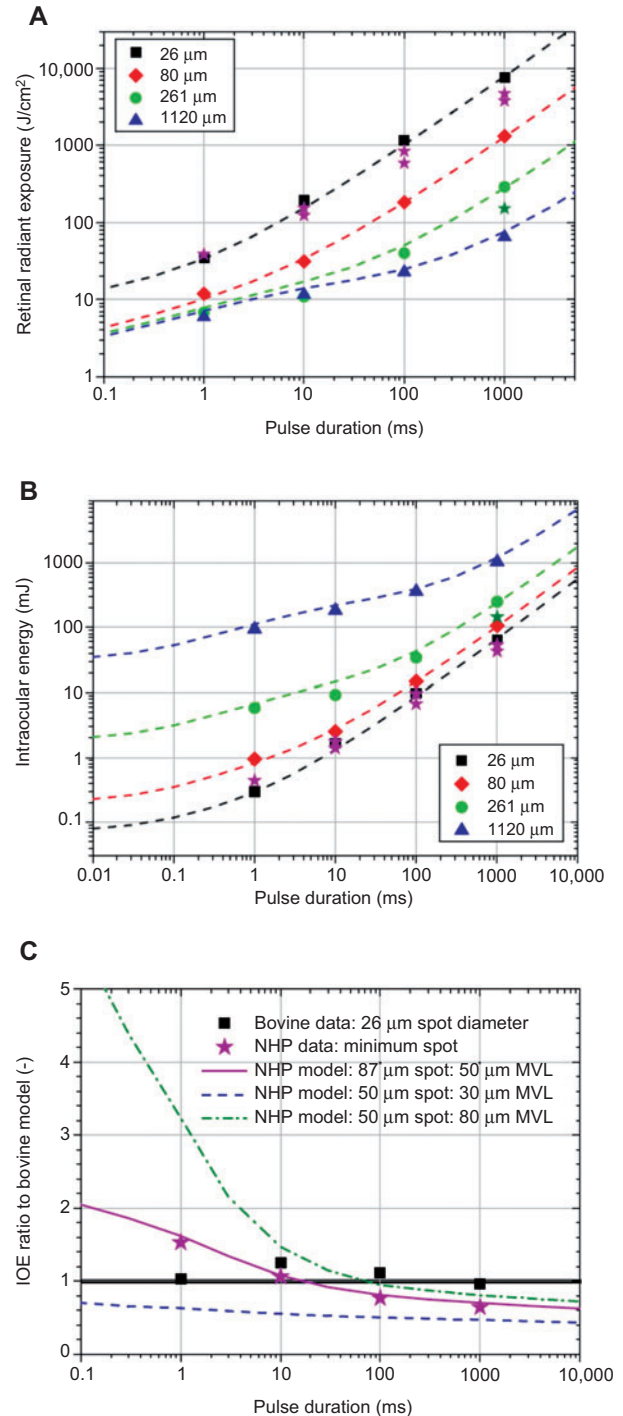 A
Retinal radiant exposure (J/cm²)
10,000
1000
100
10
1
26 µm
80 µm
261 µm
1120 µm
0.1 1 10 100 1000
Pulse duration (ms)
B
Intraocular energy (mJ)
1000
100
10
1
0.1
26 µm
80 µm
261 µm
1120 µm
0.01 0.1 1 10 100 1000 10,000
Pulse duration (ms)
C
IOE ratio to bovine model (-)
5
4
3
2
1
0
Bovine data: 26 µm spot diameter
NHP data: minimum spot
NHP model: 87 µm spot: 50 µm MVL
NHP model: 50 µm spot: 30 µm MVL
NHP model: 50 µm spot: 80 µm MVL
0.1 1 10 100 1000 10,000
Pulse duration (ms)